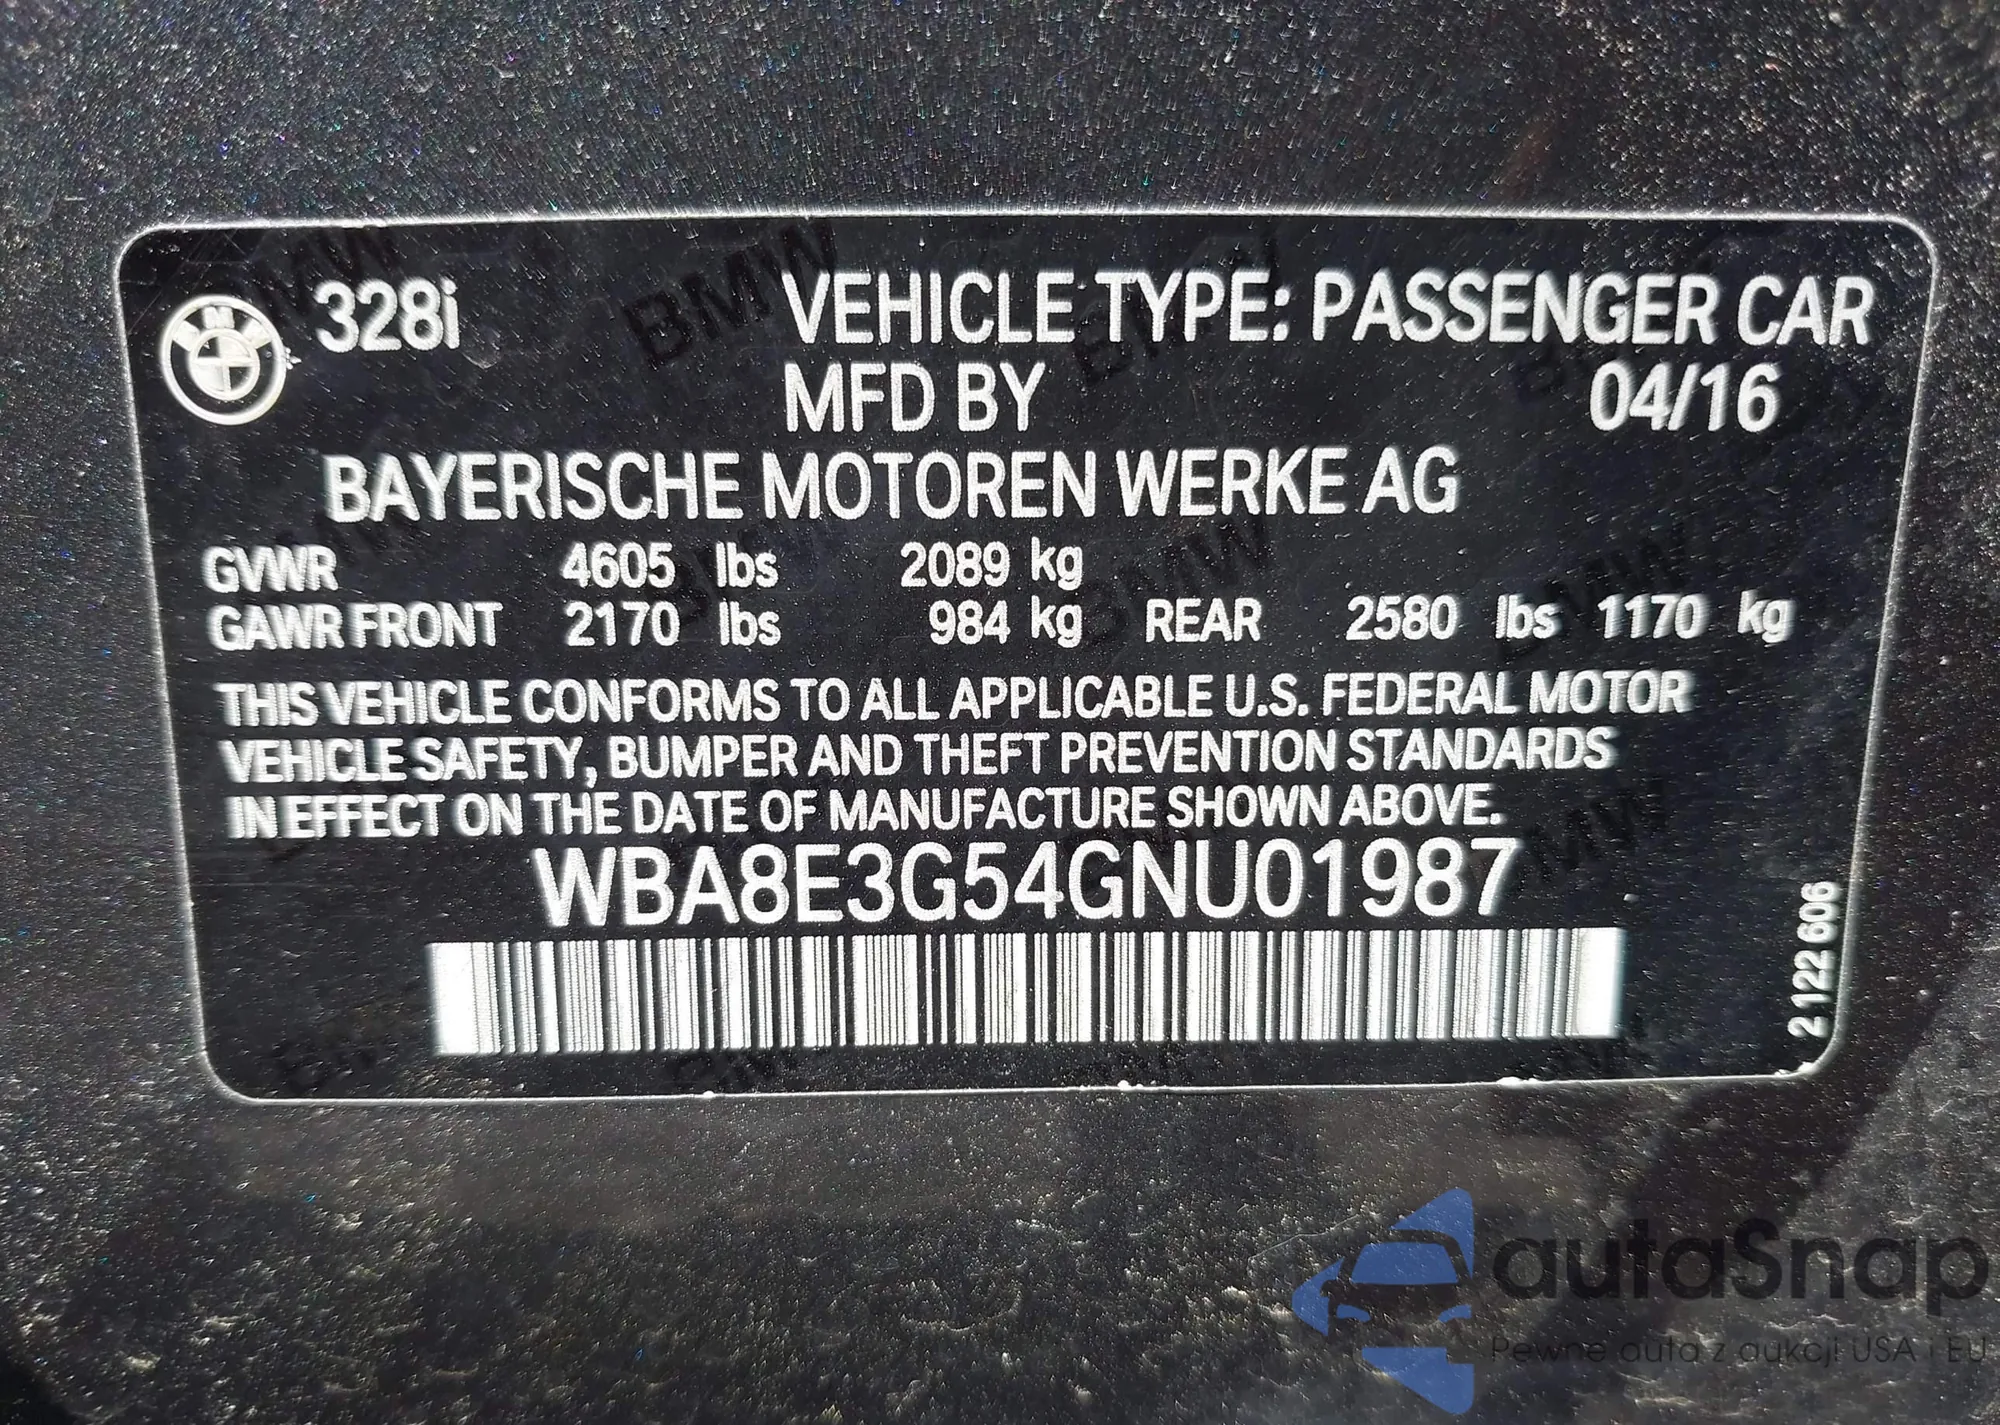 BMW 328i VEHICLE TYPE: PASSENGER CAR
MFD BY 04/16
BAYERISCHE MOTOREN WERKE AG
GVWR 4605 lbs 2089 kg
GAWR FRONT 2170 lbs 984 kg REAR 2580 lbs 1170 kg
THIS VEHICLE CONFORMS TO ALL APPLICABLE U.S. FEDERAL MOTOR
VEHICLE SAFETY, BUMPER AND THEFT PREVENTION STANDARDS
IN EFFECT ON THE DATE OF MANUFACTURE SHOWN ABOVE.
WBA8E3G54GNU01987
2 122 606
autaSnap
Pewne auta z aukcji USA i EU